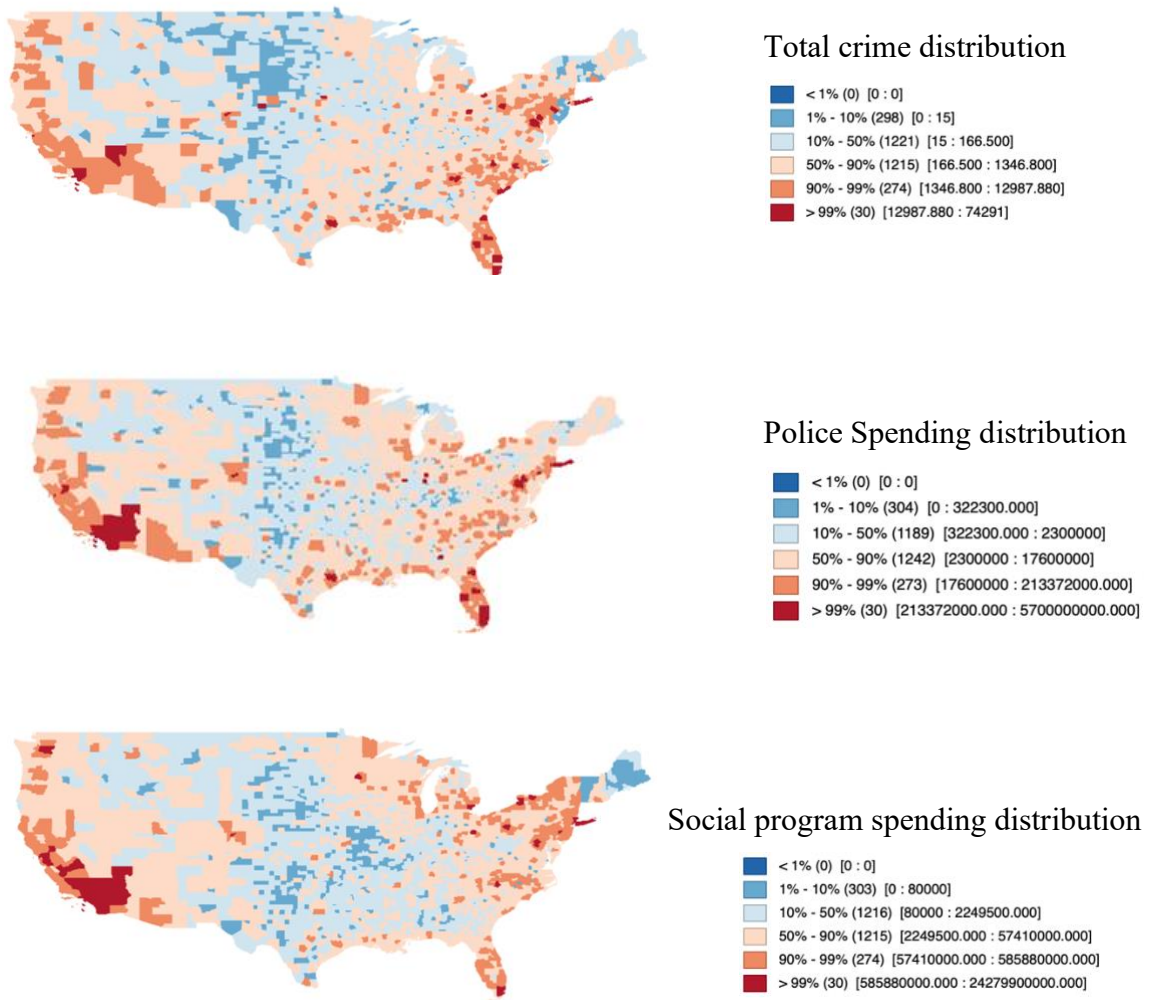 Total crime distribution
< 1% (0) [0 : 0]
1% - 10% (298) [0 : 15]
10% - 50% (1221) [15 : 166.500]
50% - 90% (1215) [166.500 : 1346.800]
90% - 99% (274) [1346.800 : 12987.880]
> 99% (30) [12987.880 : 74291]
Police Spending distribution
< 1% (0) [0 : 0]
1% - 10% (304) [0 : 322300.000]
10% - 50% (1189) [322300.000 : 2300000]
50% - 90% (1242) [2300000 : 17600000]
90% - 99% (273) [17600000 : 213372000.000]
> 99% (30) [213372000.000 : 5700000000.000]
Social program spending distribution
< 1% (0) [0 : 0]
1% - 10% (303) [0 : 80000]
10% - 50% (1216) [80000 : 2249500.000]
50% - 90% (1215) [2249500.000 : 57410000.000]
90% - 99% (274) [57410000.000 : 585880000.000]
> 99% (30) [585880000.000 : 24279900000.000]